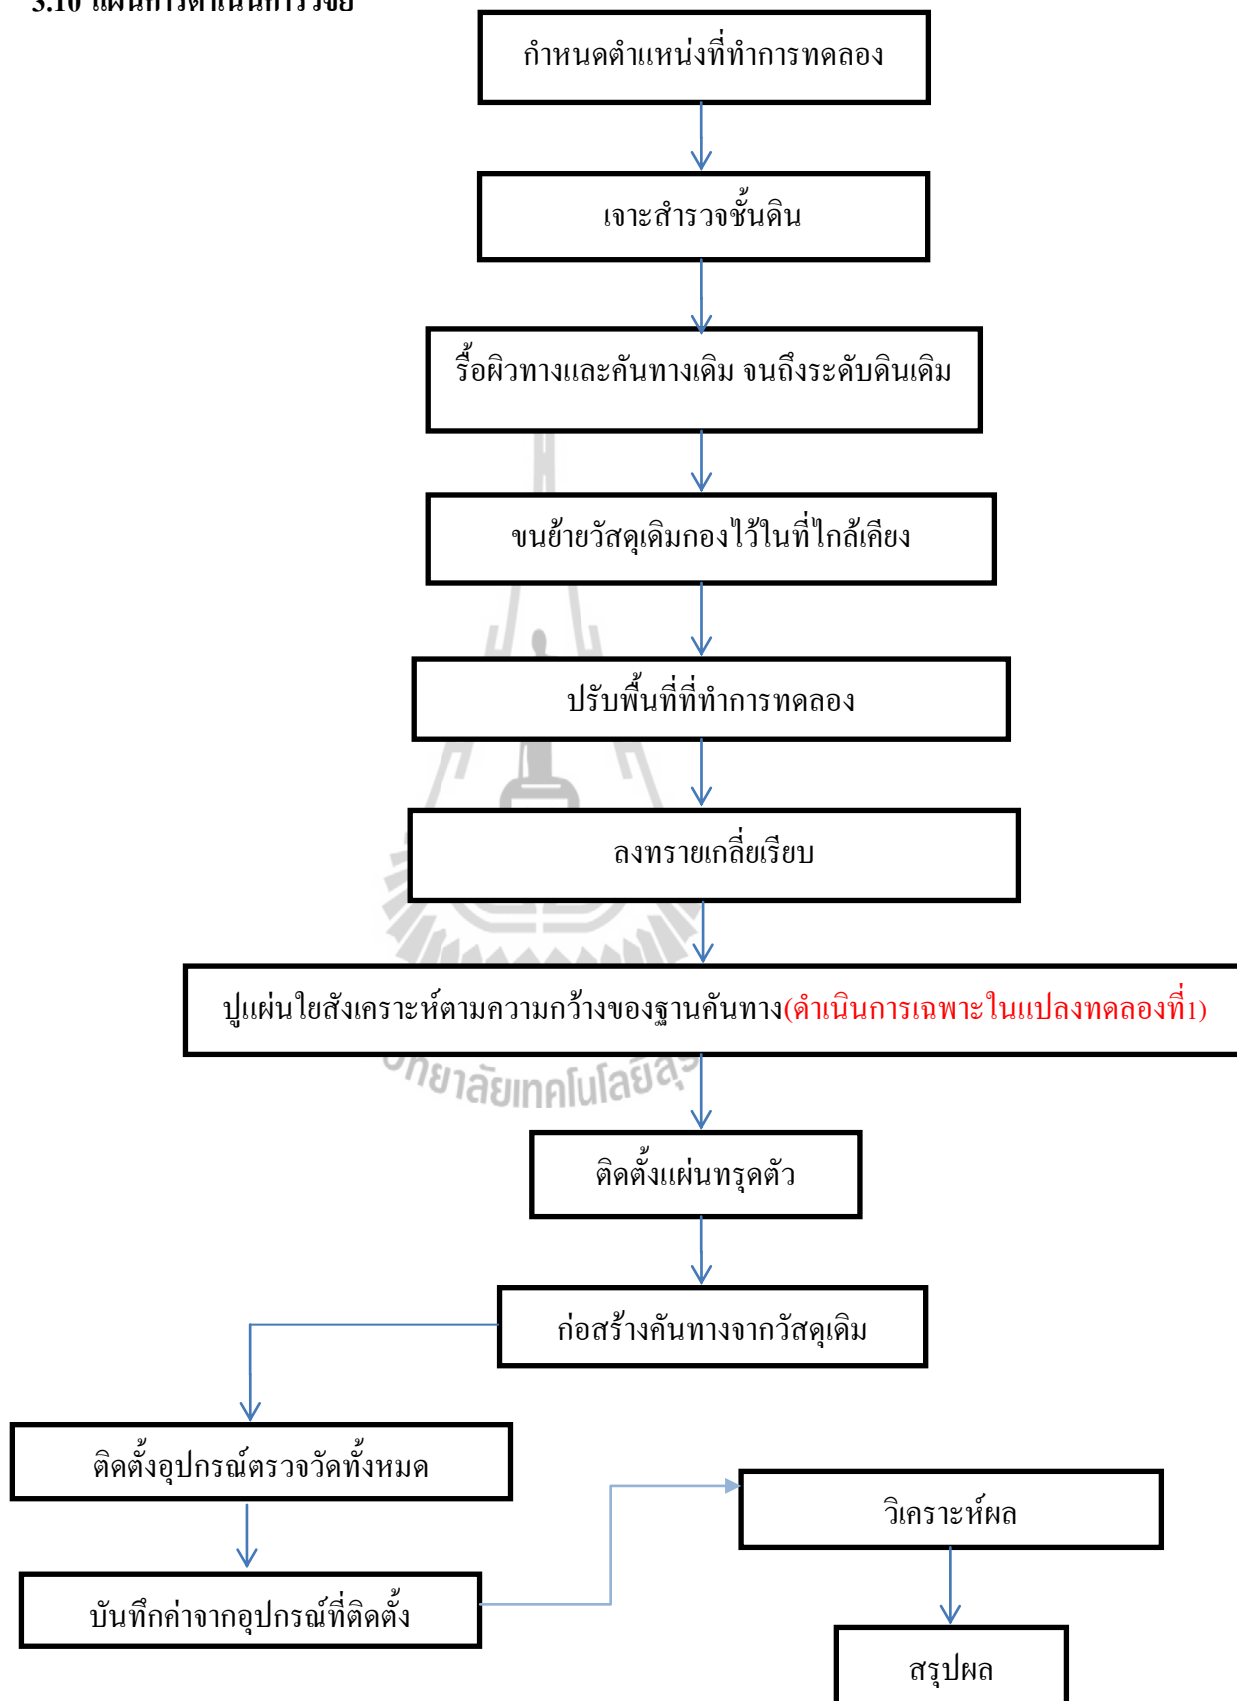 3.10 แผนการดำเนินการวิจัย
กำหนดตำแหน่งที่ทำการทดลอง
เจาะสำรวจชั้นดิน
รื้อผิวทางและคันทางเดิม จนถึงระดับดินเดิม
ขนย้ายวัสดุเดิมกองไว้ในที่ไกล้เคียง
ปรับพื้นที่ที่ทำการทดลอง
ลงทรายเกลี่ยเรียบ
ปูแผ่นใยสังเคราะห์ตามความกว้างของฐานคันทาง(ดำเนินการเฉพาะในแปลงทดลองที่1)
ยาลัยเทคโนโลยีสุร
ติดตั้งแผ่นทรุดตัว
ก่อสร้างคันทางจากวัสดุเดิม
ติดตั้งอุปกรณ์ตรวจวัดทั้งหมด
วิเคราะห์ผล
บันทึกค่าจากอุปกรณ์ที่ติดตั้ง
สรุปผล